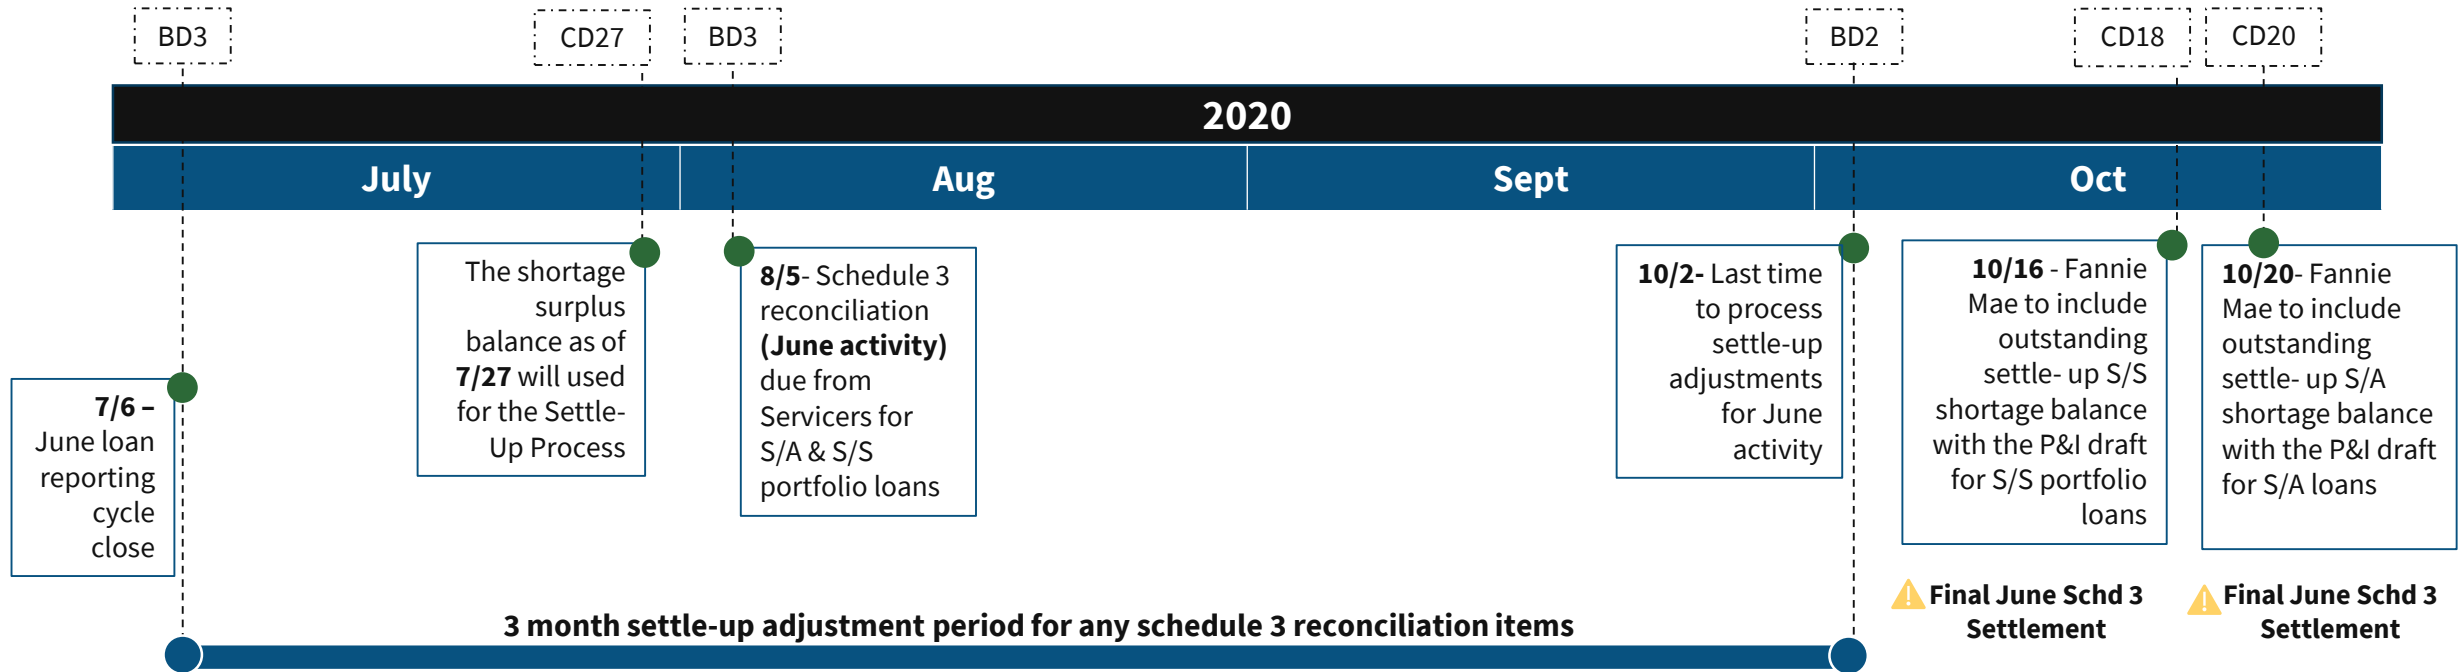 BD3
CD27
BD3
BD2
CD18
CD20
2020
July
Aug
Sept
Oct
7/6 –
June loan
reporting
cycle
close
The shortage
surplus
balance as of
7/27 will used
for the Settle-
Up Process
8/5- Schedule 3
reconciliation
(June activity)
due from
Servicers for
S/A & S/S
portfolio loans
10/2- Last time
to process
settle-up
adjustments
for June
activity
10/16 - Fannie
Mae to include
outstanding
settle- up S/S
shortage balance
with the P&I draft
for S/S portfolio
loans
10/20- Fannie
Mae to include
outstanding
settle- up S/A
shortage balance
with the P&I draft
for S/A loans
Final June Schd 3
Settlement
Final June Schd 3
Settlement
3 month settle-up adjustment period for any schedule 3 reconciliation items